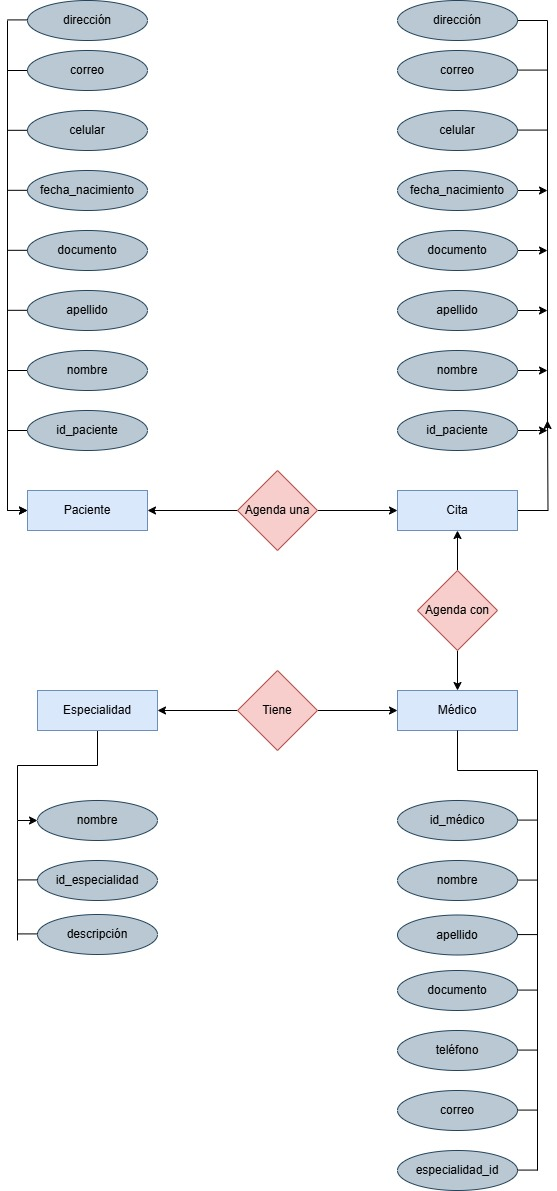 dirección
correo
celular
fecha_nacimiento
documento
apellido
nombre
id_paciente
dirección
correo
celular
fecha_nacimiento
documento
apellido
nombre
id_paciente
Paciente
Agenda una
Cita
Agenda con
Especialidad
Tiene
Médico
nombre
id_especialidad
descripción
id_médico
nombre
apellido
documento
teléfono
correo
especialidad_id